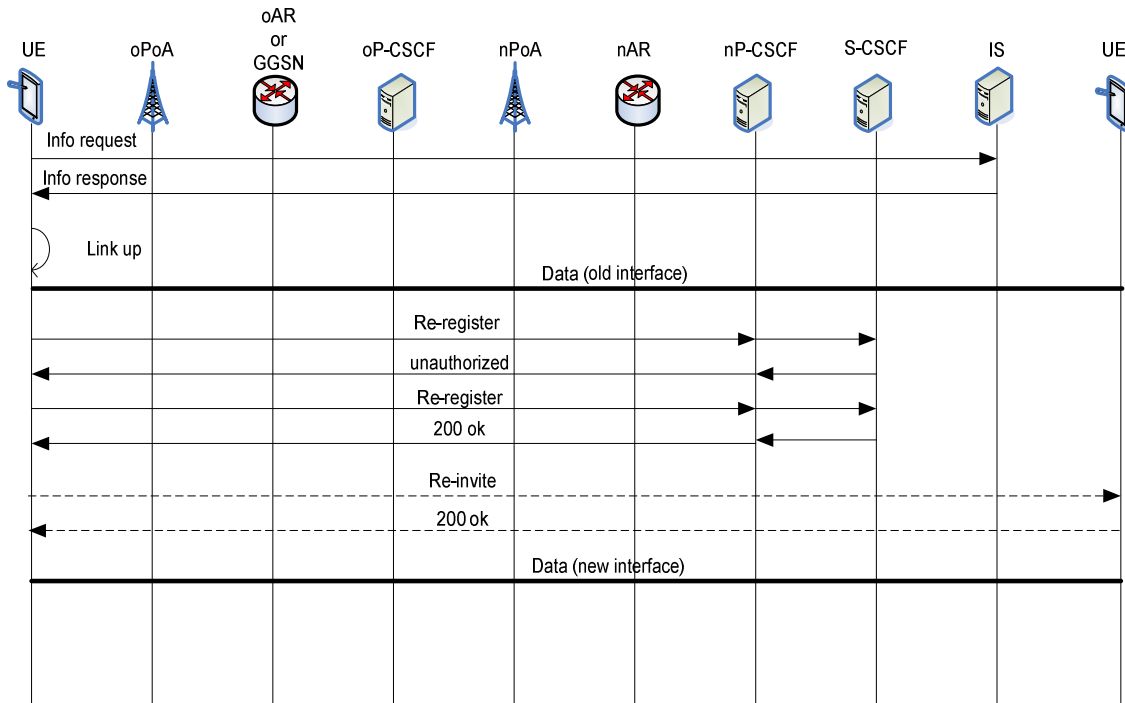 oAR
or
GGSN
UE
oPoA
oP-CSCF
nPoA
nAR
nP-CSCF
S-CSCF
IS
UE
Info request
Info response
Link up
Data (old interface)
Re-register
unauthorized
Re-register
200 ok
Re-invite
200 ok
Data (new interface)